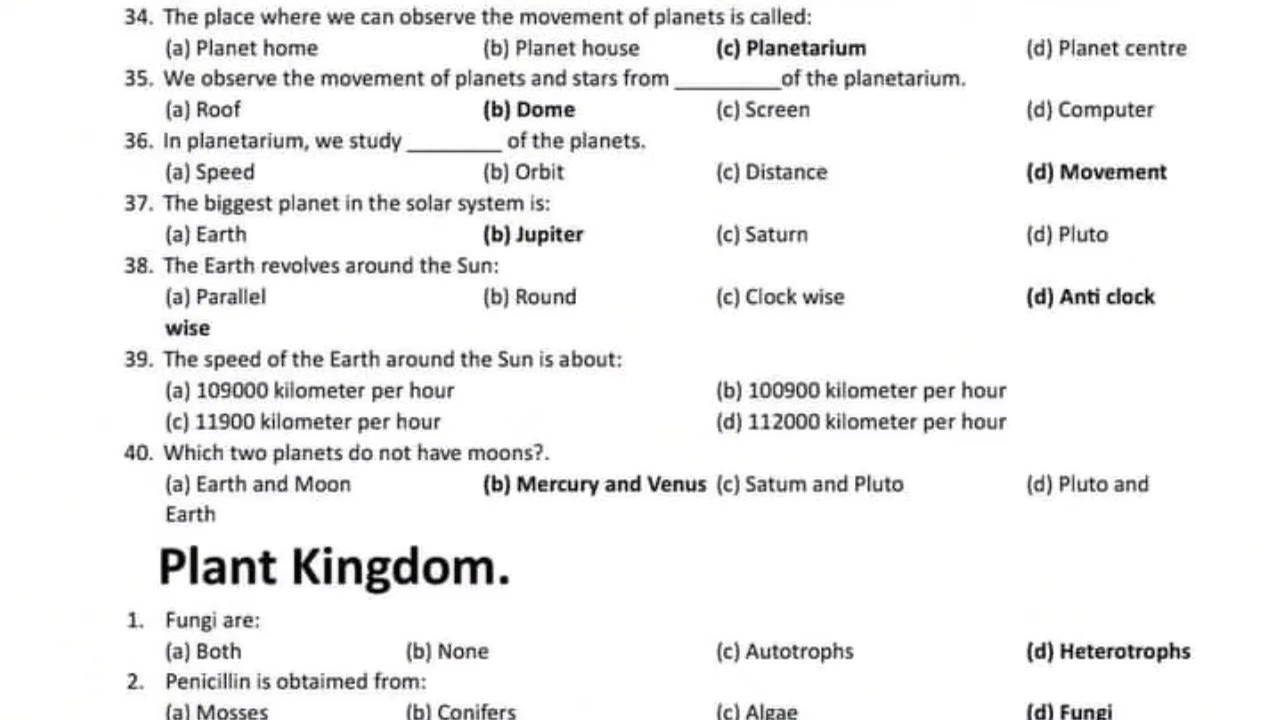 34. The place where we can observe the movement of planets is called:
(a) Planet home (b) Planet house (c) Planetarium (d) Planet centre
35. We observe the movement of planets and stars from _________of the planetarium.
(a) Roof (b) Dome (c) Screen (d) Computer
36. In planetarium, we study ________ of the planets.
(a) Speed (b) Orbit (c) Distance (d) Movement
37. The biggest planet in the solar system is:
(a) Earth (b) Jupiter (c) Saturn (d) Pluto
38. The Earth revolves around the Sun:
(a) Parallel (b) Round (c) Clock wise (d) Anti clock
wise
39. The speed of the Earth around the Sun is about:
(a) 109000 kilometer per hour (b) 100900 kilometer per hour
(c) 11900 kilometer per hour (d) 112000 kilometer per hour
40. Which two planets do not have moons?.
(a) Earth and Moon (b) Mercury and Venus (c) Satum and Pluto (d) Pluto and
Earth
Plant Kingdom.
1. Fungi are:
(a) Both (b) None (c) Autotrophs (d) Heterotrophs
2. Penicillin is obtaimed from:
(a) Mosses (b) Conifers (c) Algae (d) Fungi